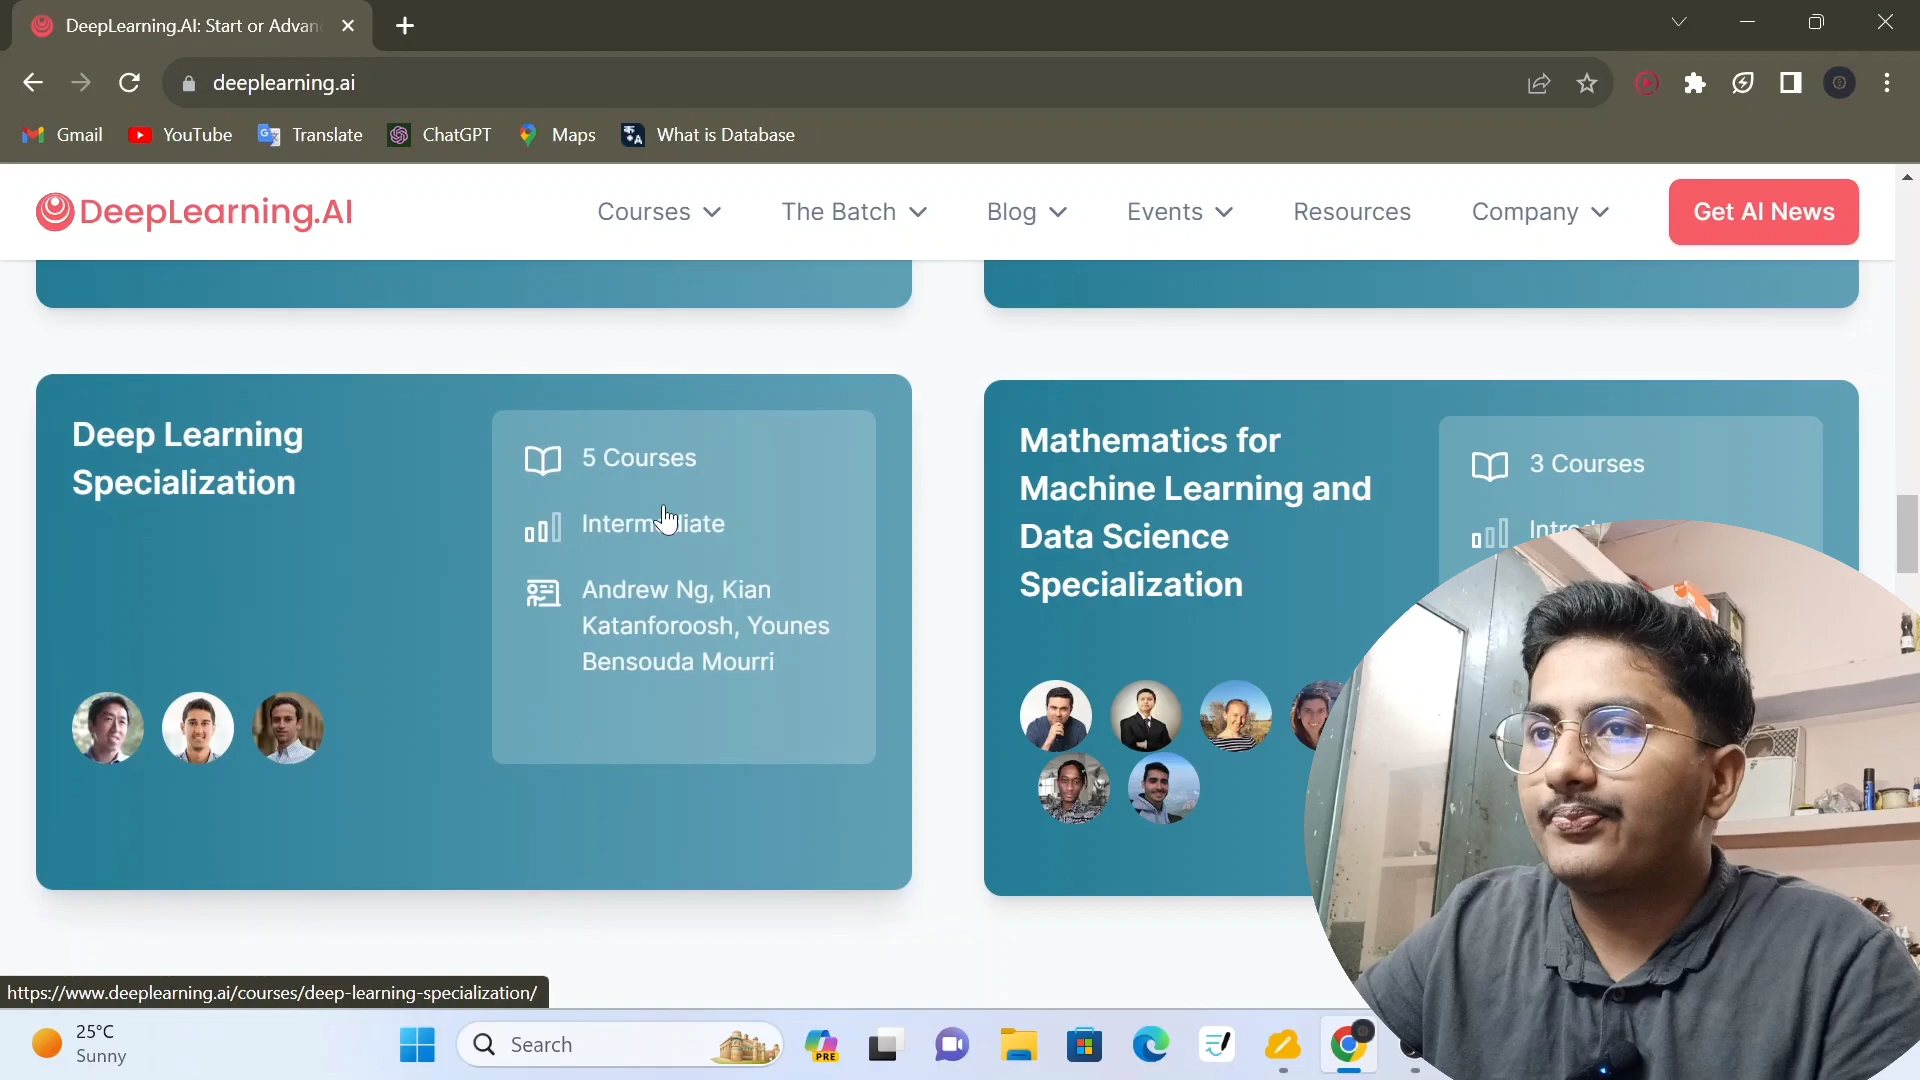 DeepLearning.AI: Start or Advan
deeplearning.ai
Gmail
YouTube
Translate
ChatGPT
Maps
What is Database
DeepLearning.AI
Courses
The Batch
Blog
Events
Resources
Company
Get AI News
Deep Learning
Specialization
5 Courses
Intermediate
Andrew Ng, Kian
Katanforoosh, Younes
Bensouda Mourri
Mathematics for
Machine Learning and
Data Science
Specialization
3 Courses
https://www.deeplearning.ai/courses/deep-learning-specialization/
25°C
Sunny
Search
PRE